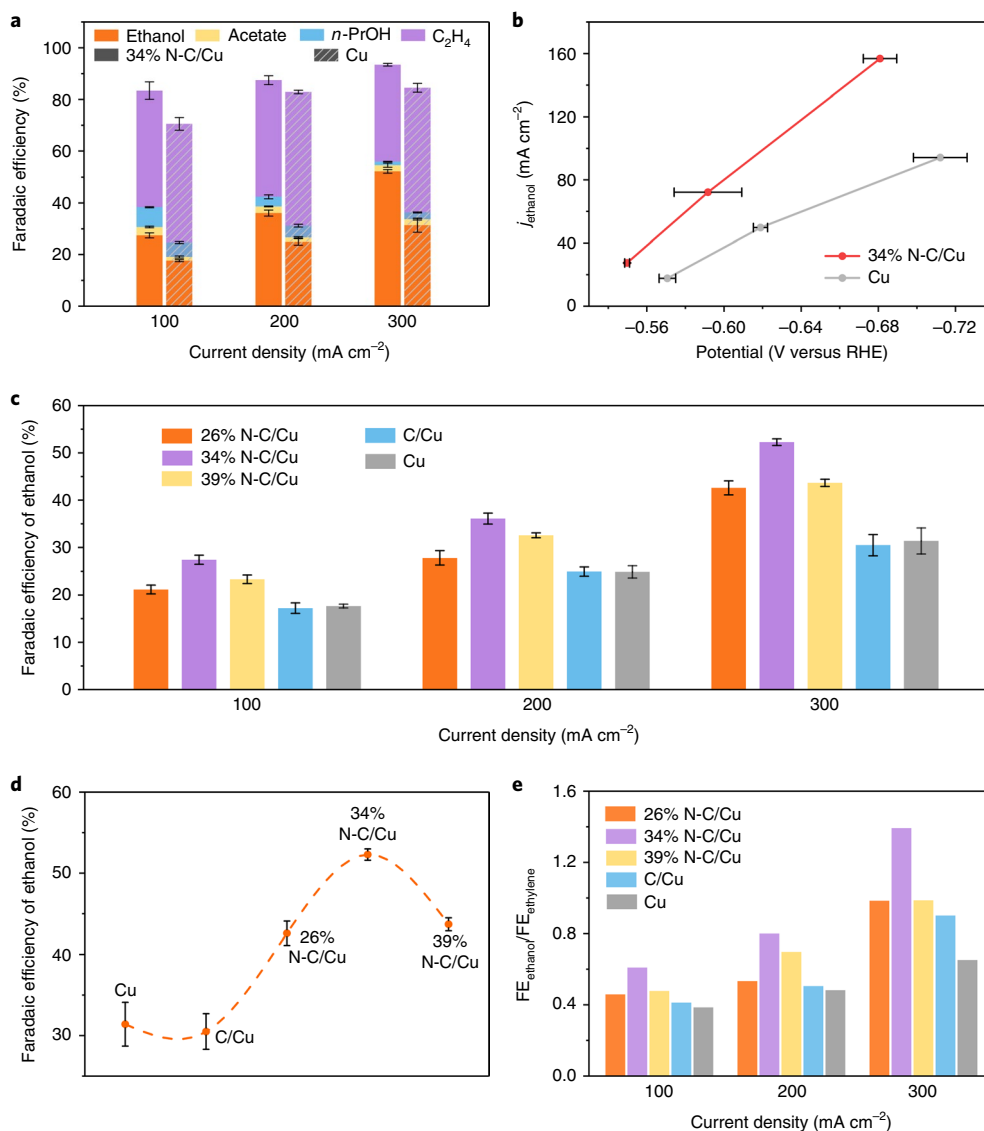 a
Ethanol Acetate n-PrOH C₂H₄
34% N-C/Cu Cu
100
80
60
40
20
0
Faradaic efficiency (%)
100 200 300
Current density (mA cm⁻²)
b
160
120
80
40
0
jethanol (mA cm⁻²)
34% N-C/Cu
Cu
−0.56 −0.60 −0.64 −0.68 −0.72
Potential (V versus RHE)
c
60
50
40
30
20
10
0
Faradaic efficiency of ethanol (%)
26% N-C/Cu C/Cu
34% N-C/Cu Cu
39% N-C/Cu
100 200 300
Current density (mA cm⁻²)
d
60
50
40
30
Faradaic efficiency of ethanol (%)
34%
N-C/Cu
26%
N-C/Cu
39%
N-C/Cu
Cu
C/Cu
e
1.6
1.2
0.8
0.4
0.0
FEethanol/FEethylene
26% N-C/Cu
34% N-C/Cu
39% N-C/Cu
C/Cu
Cu
100 200 300
Current density (mA cm⁻²)